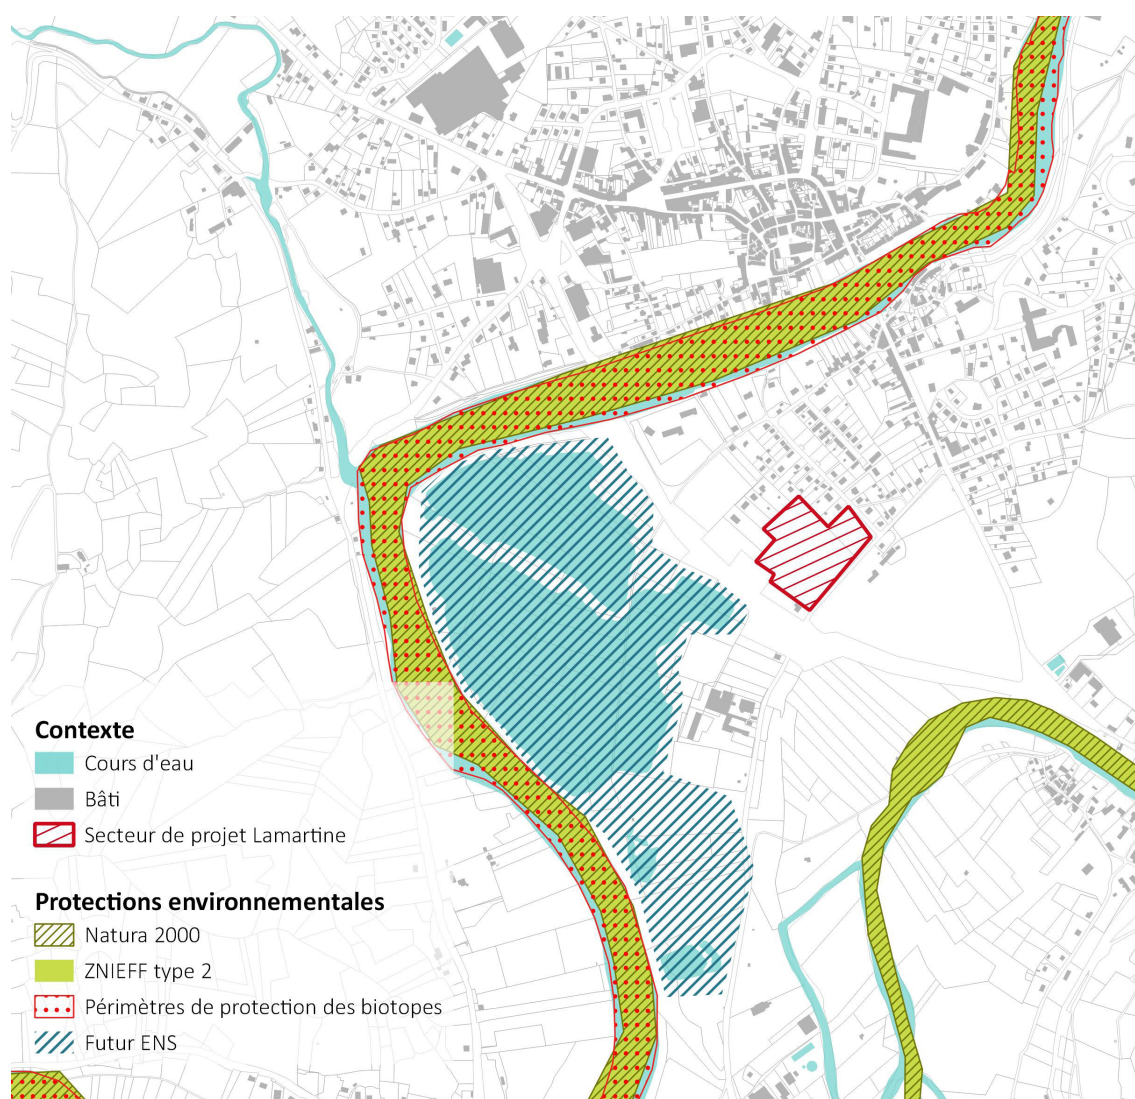 Contexte
Cours d'eau
Bâti
Secteur de projet Lamartine
Protections environnementales
Natura 2000
ZNIEFF type 2
Périmètres de protection des biotopes
Futur ENS